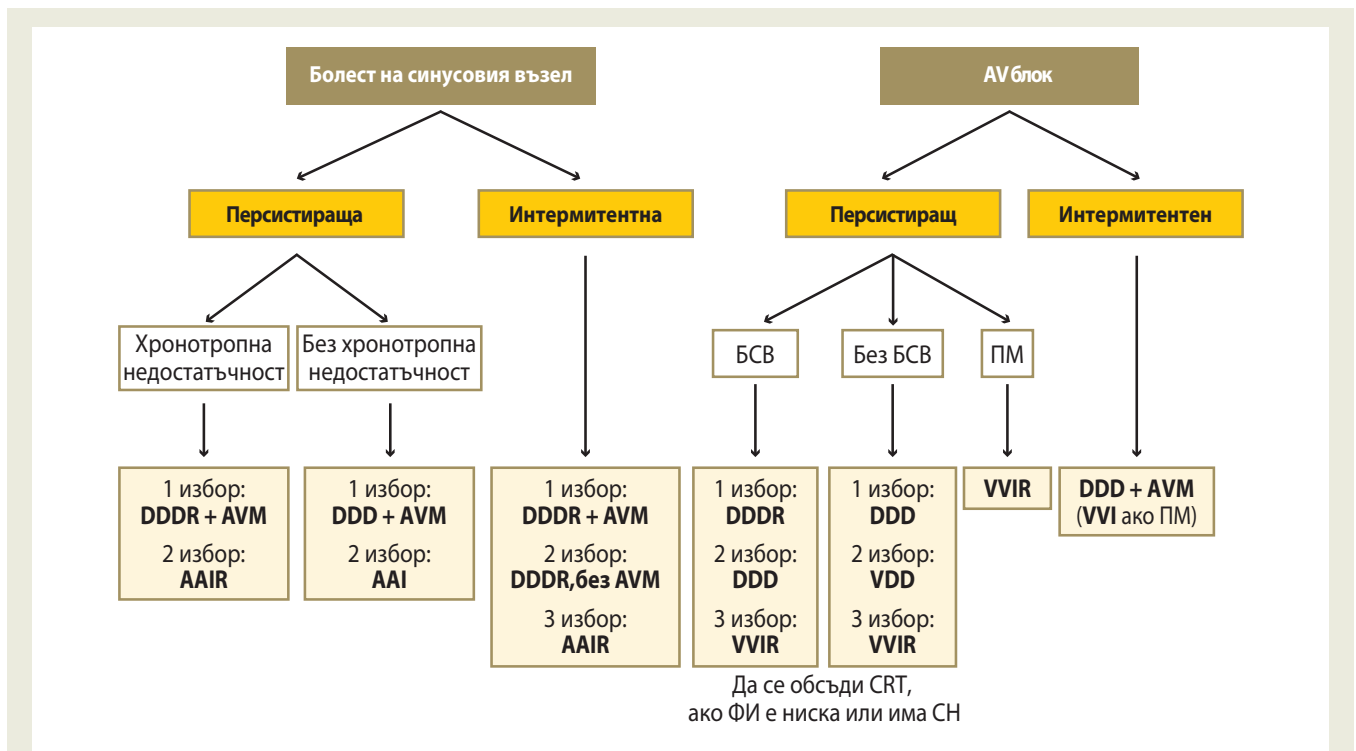 Болест на синусовия възел
AV блок
Персистираща
Интермитентна
Персистиращ
Интермитентен
Хронотропна
недостатъчност
Без хронотропна
недостатъчност
БСВ
Без БСВ
ПМ
1 избор:
DDDR + AVM
2 избор:
AAIR
1 избор:
DDD + AVM
2 избор:
AAI
1 избор:
DDDR + AVM
2 избор:
DDDR,без AVM
3 избор:
AAIR
1 избор:
DDDR
2 избор:
DDD
3 избор:
VVIR
1 избор:
DDD
2 избор:
VDD
3 избор:
VVIR
VVIR
DDD + AVM
(VVI ако ПМ)
Да се обсъди CRT,
ако ФИ е ниска или има СН